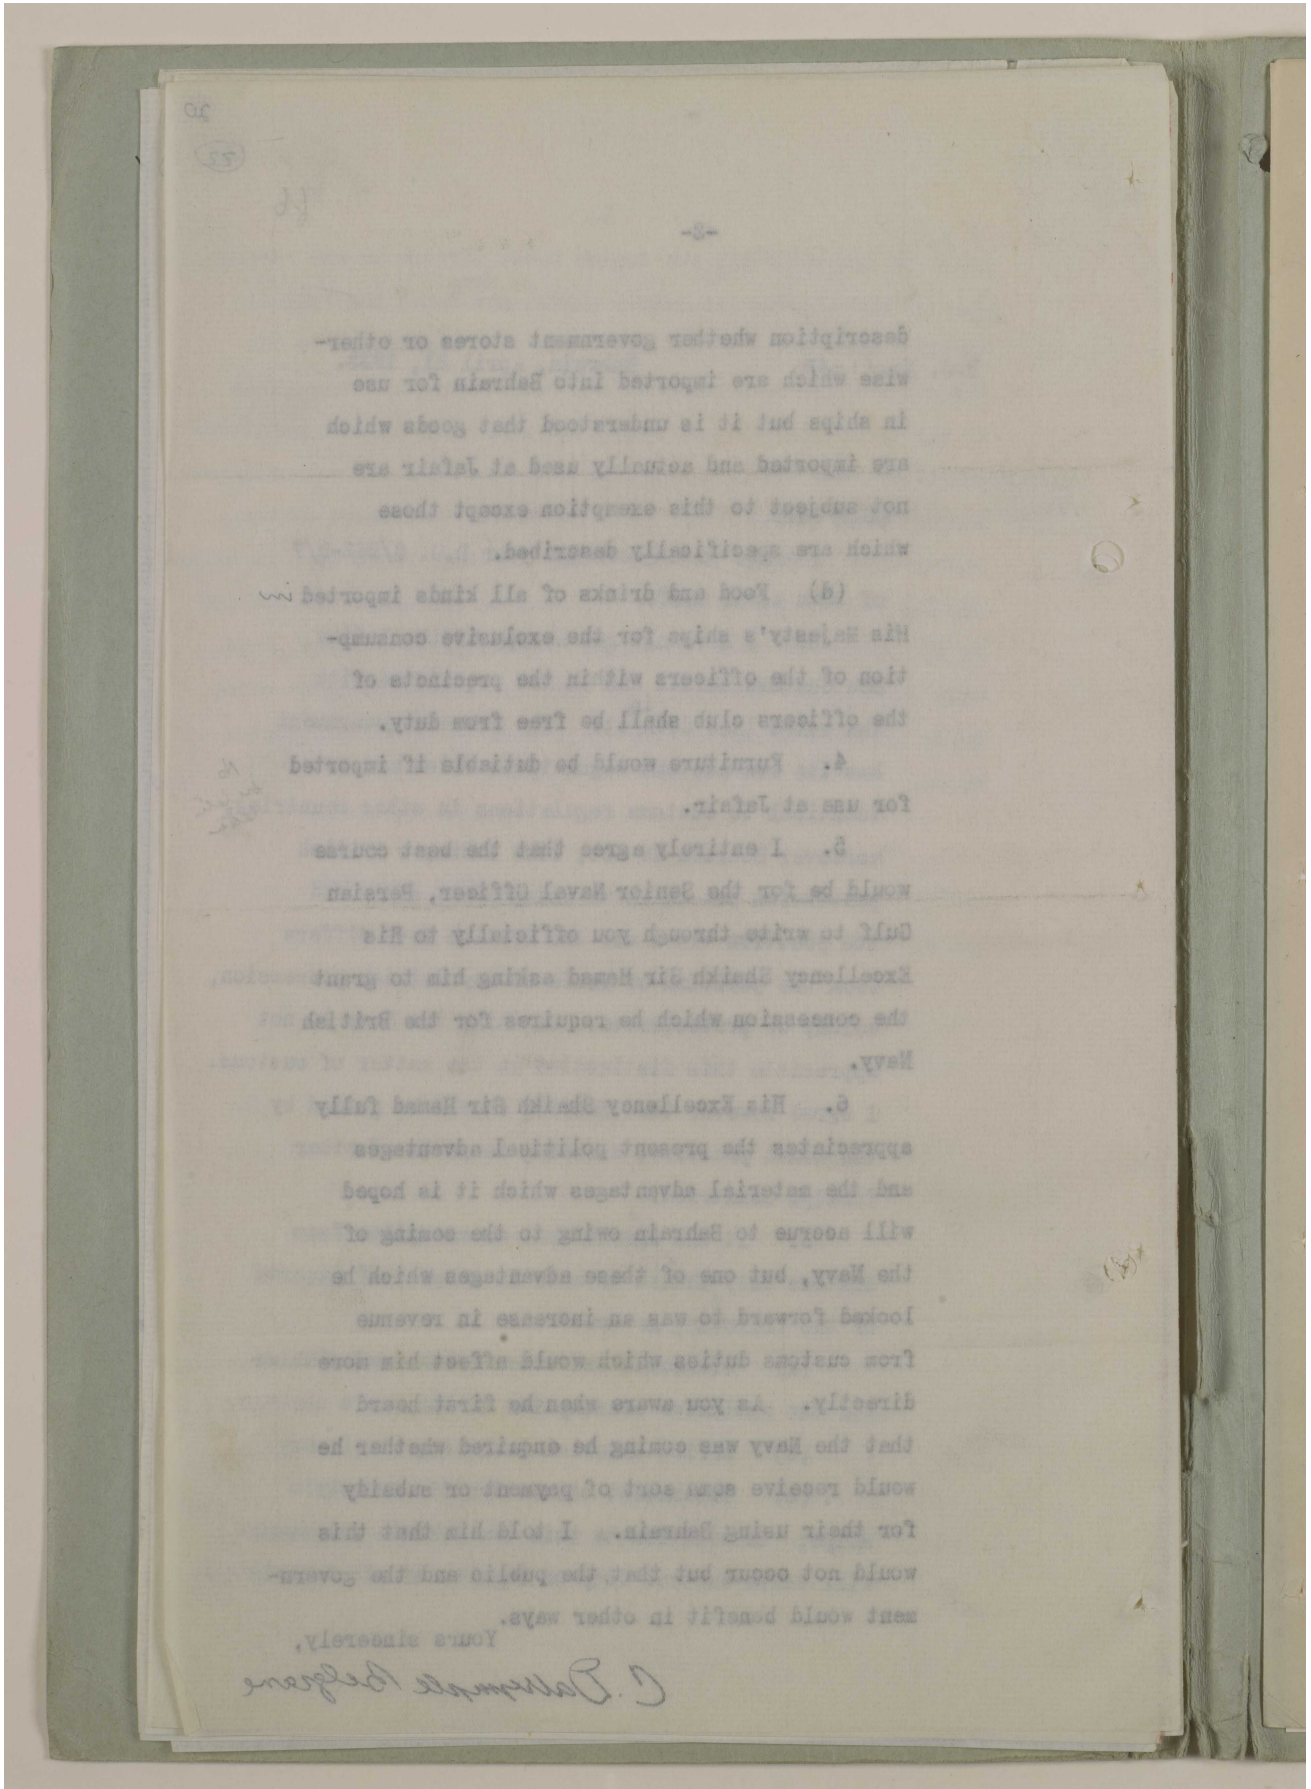 20
22
16
-2-
description whether government stores or other-
wise which are imported into Bahrain for use
in ships but it is understood that goods which
are imported and actually used at Jafair are
not subject to this exemption except those
which are specifically described.
(d) Food and drinks of all kinds imported in
His Majesty's ships for the exclusive consump-
tion of the officers within the precincts of
the officers club shall be free from duty.
4. Furniture would be dutiable if imported
for use at Jafair.
5. I entirely agree that the best course
would be for the Senior Naval Officer, Persian
Gulf to write through you officially to His
Excellency Shaikh Sir Hamad asking him to grant
the concession which he requires for the British
Navy.
6. His Excellency Shaikh Sir Hamad fully
appreciates the present political advantages
and the material advantages which it is hoped
will accrue to Bahrain owing to the coming of
the Navy, but one of these advantages which he
looked forward to was an increase in revenue
from customs duties which would affect him more
directly. As you aware when he first heard
that the Navy was coming he enquired whether he
would receive some sort of payment or subsidy
for their using Bahrain. I told him that this
would not occur but that the public and the govern-
ment would benefit in other ways.
Yours sincerely,
C. Dalrymple Belgrave